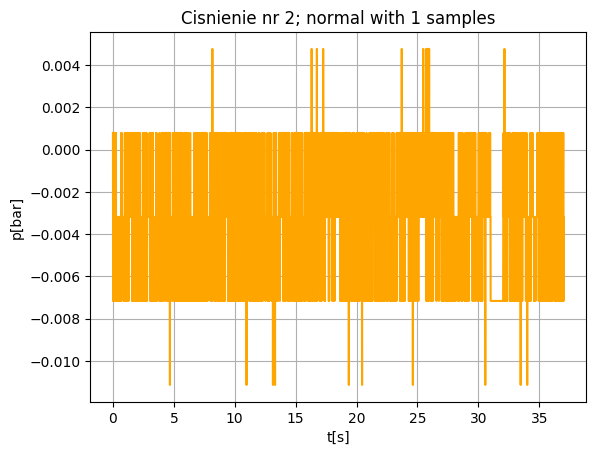 Cisnienie nr 2; normal with 1 samples
p[bar]
0.004
0.002
0.000
−0.002
−0.004
−0.006
−0.008
−0.010
0 5 10 15 20 25 30 35
t[s]